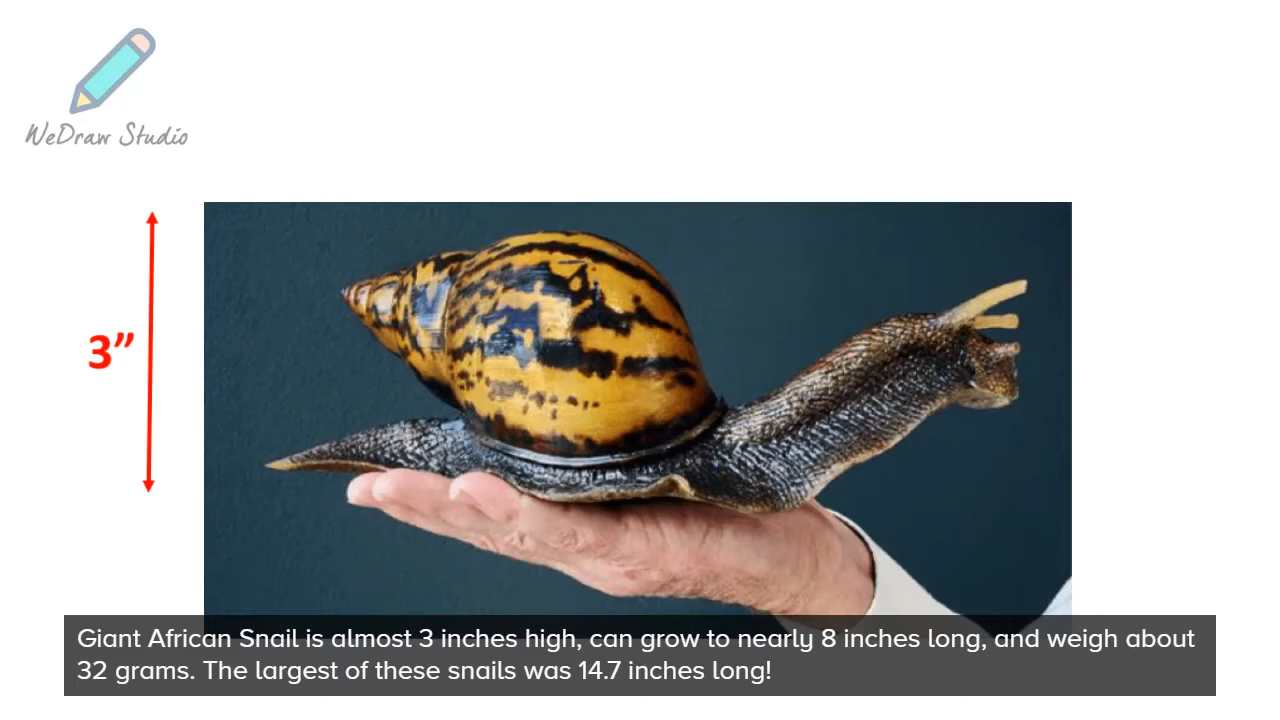 WeDraw Studio
3”
Giant African Snail is almost 3 inches high, can grow to nearly 8 inches long, and weigh about
32 grams. The largest of these snails was 14.7 inches long!